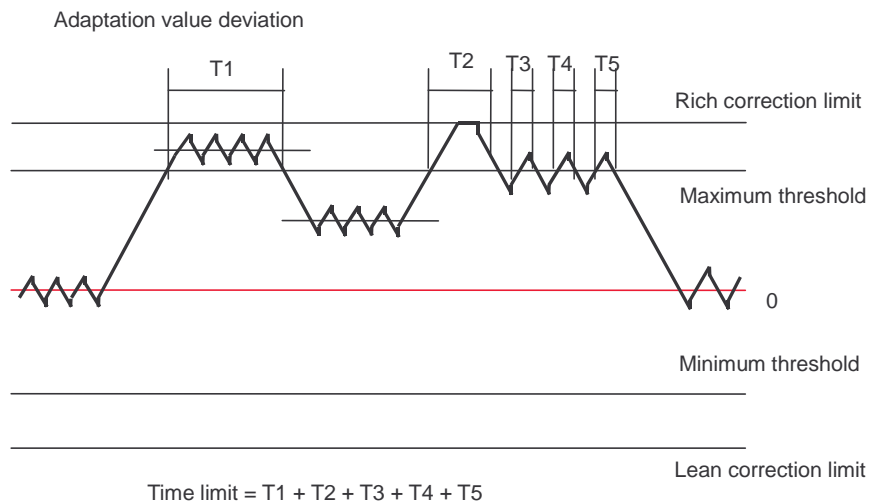 Adaptation value deviation
T1
T2
T3
T4
T5
Rich correction limit
Maximum threshold
0
Minimum threshold
Lean correction limit
Time limit = T1 + T2 + T3 + T4 + T5